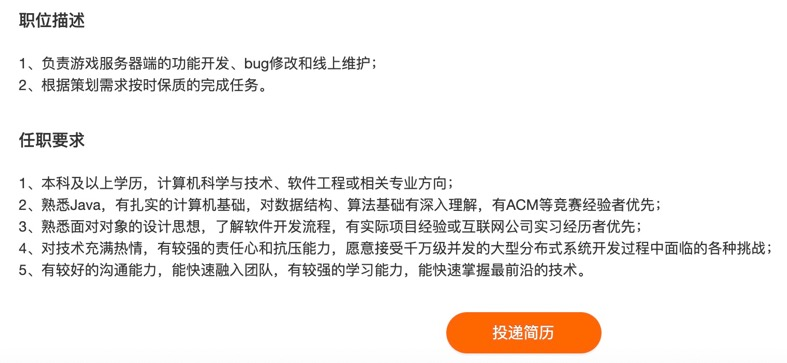 职位描述
1、负责游戏服务器端的功能开发、bug修改和线上维护；
2、根据策划需求按时保质的完成任务。
任职要求
1、本科及以上学历，计算机科学与技术、软件工程或相关专业方向；
2、熟悉Java，有扎实的计算机基础，对数据结构、算法基础有深入理解，有ACM等竞赛经验者优先；
3、熟悉面对对象的设计思想，了解软件开发流程，有实际项目经验或互联网公司实习经历者优先；
4、对技术充满热情，有较强的责任心和抗压能力，愿意接受千万级并发的大型分布式系统开发过程中面临的各种挑战；
5、有较好的沟通能力，能快速融入团队，有较强的学习能力，能快速掌握最前沿的技术。
投递简历